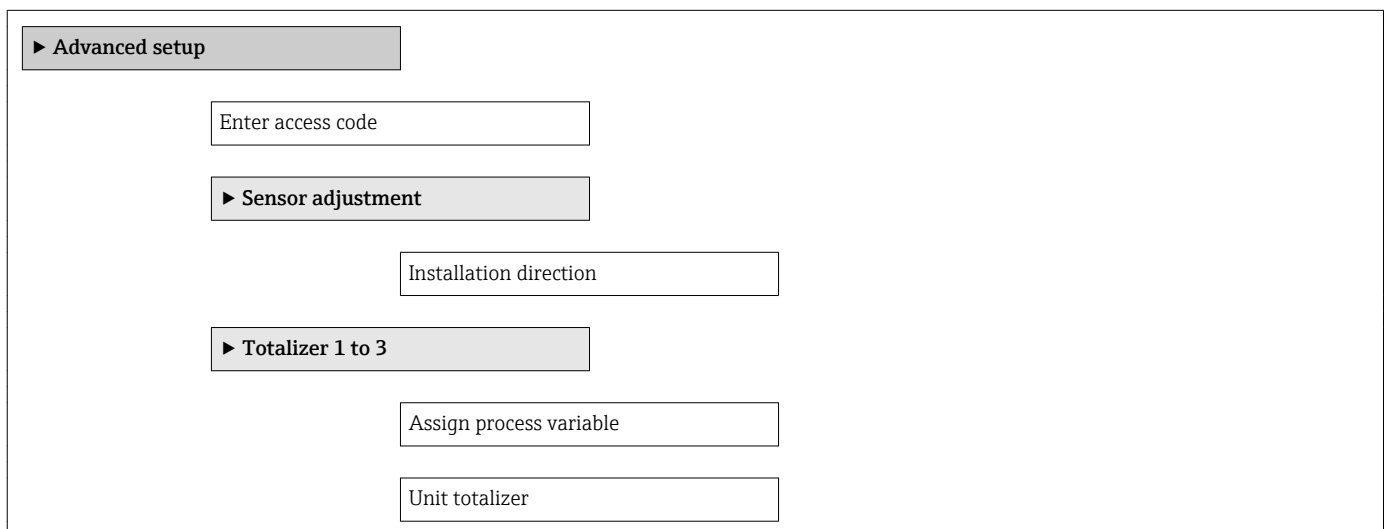 ▶ Advanced setup
Enter access code
▶ Sensor adjustment
Installation direction
▶ Totalizer 1 to 3
Assign process variable
Unit totalizer